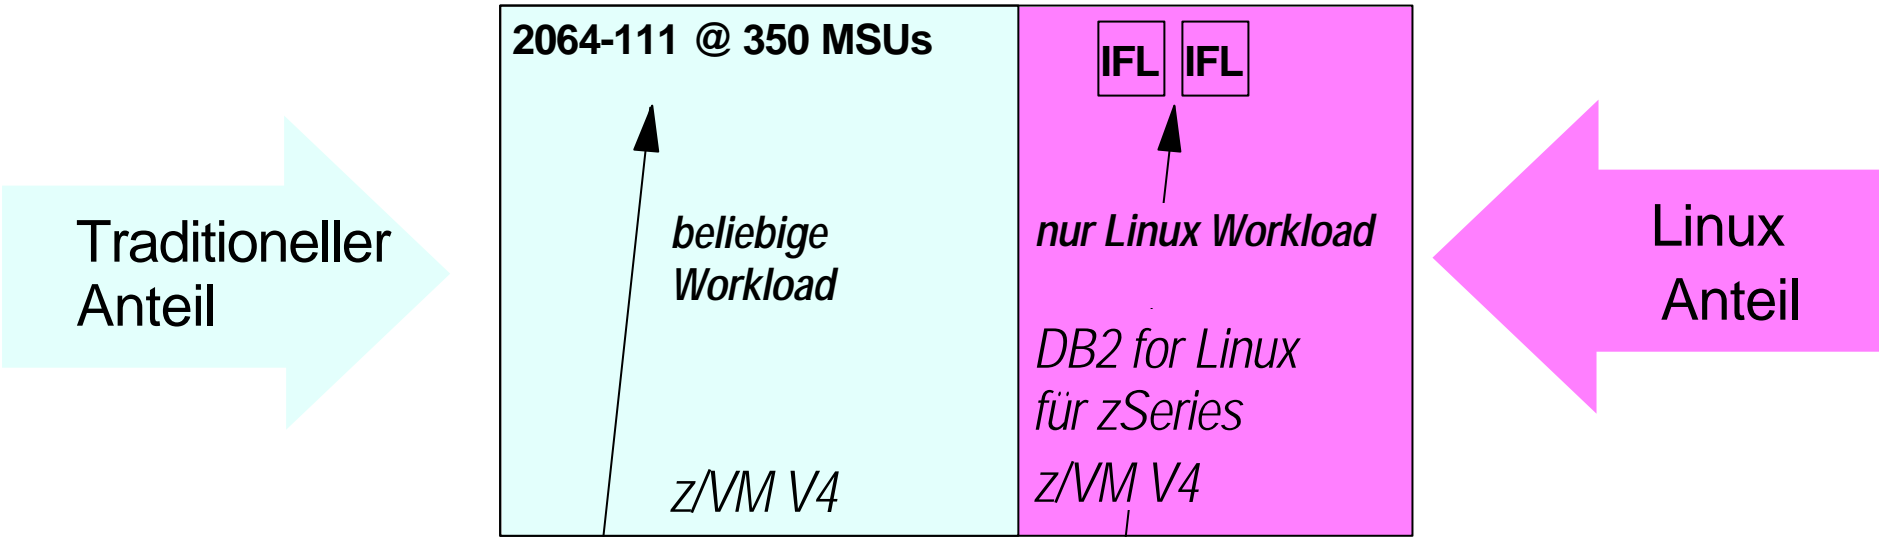 2064-111 @ 350 MSUs
IFL IFL
Traditioneller
Anteil
beliebige
Workload
z/VM V4
nur Linux Workload
DB2 for Linux
für zSeries
z/VM V4
Linux
Anteil